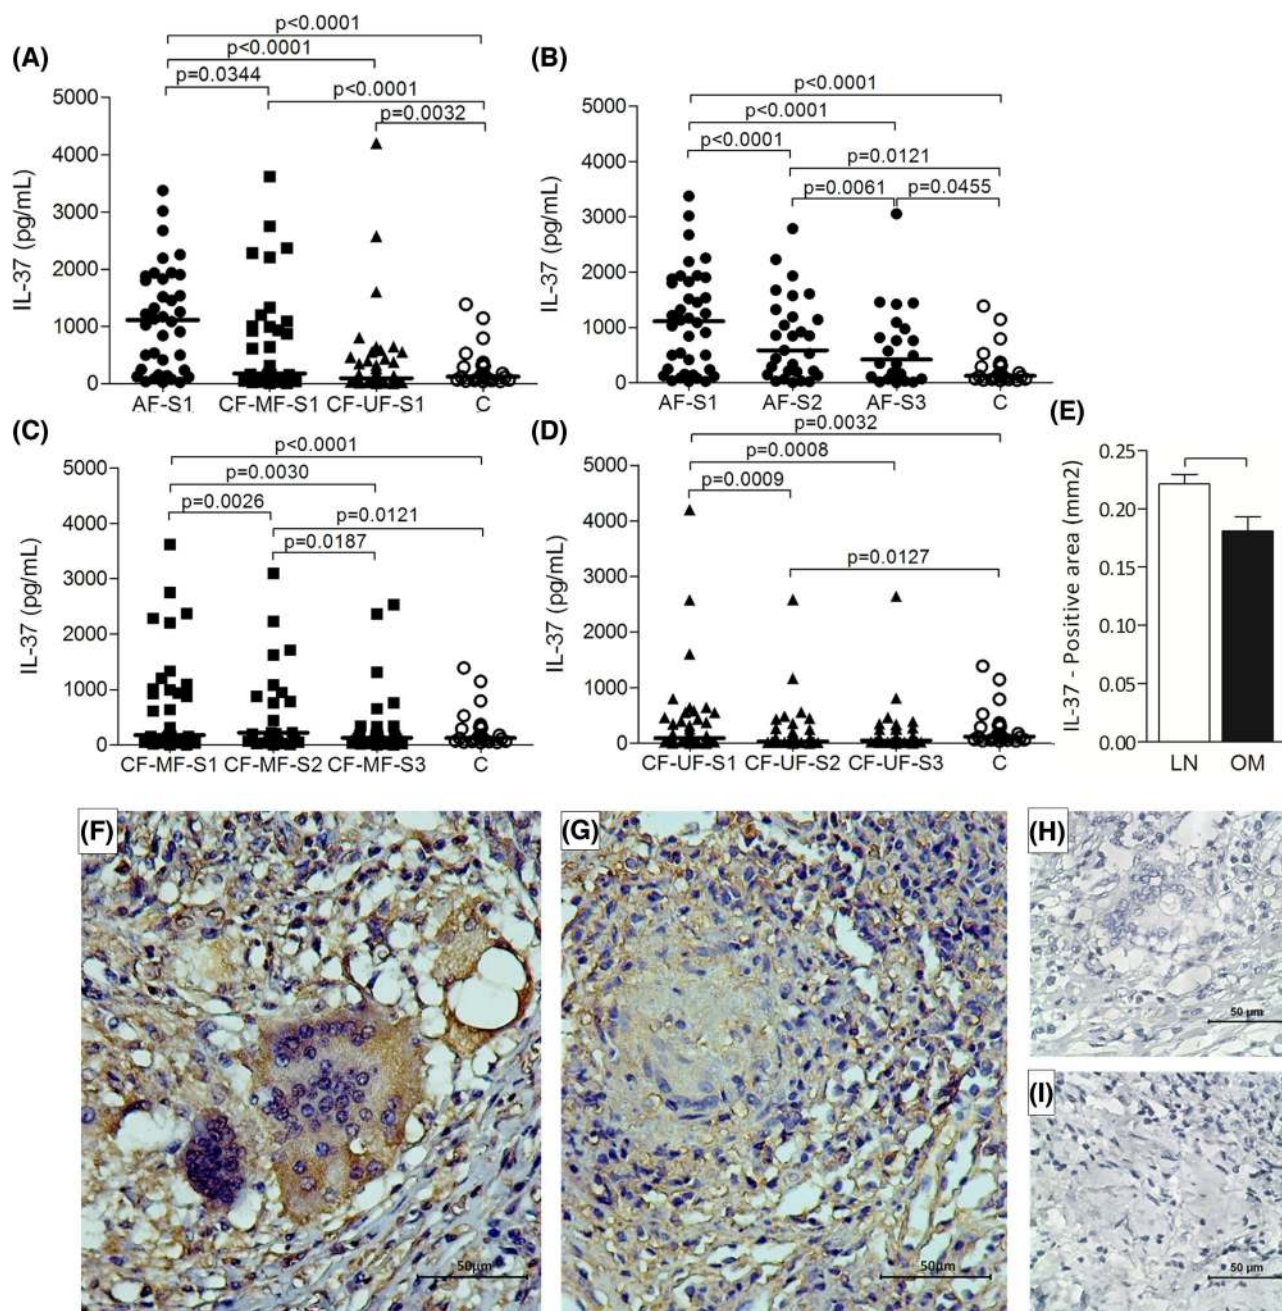 (A)
p<0.0001
p<0.0001
p=0.0344
p<0.0001
p=0.0032
IL-37 (pg/mL)
5000
4000
3000
2000
1000
0
AF-S1 CF-MF-S1 CF-UF-S1 C
(B)
p<0.0001
p<0.0001
p<0.0001
p=0.0121
p=0.0061
p=0.0455
IL-37 (pg/mL)
5000
4000
3000
2000
1000
0
AF-S1 AF-S2 AF-S3 C
(C)
p<0.0001
p=0.0030
p=0.0026
p=0.0121
p=0.0187
IL-37 (pg/mL)
5000
4000
3000
2000
1000
0
CF-MF-S1 CF-MF-S2 CF-MF-S3 C
(D)
p=0.0032
p=0.0008
p=0.0009
p=0.0127
IL-37 (pg/mL)
5000
4000
3000
2000
1000
0
CF-UF-S1 CF-UF-S2 CF-UF-S3 C
(E)
IL-37 - Positive area (mm2)
0.25
0.20
0.15
0.10
0.05
0.00
LN OM
(F)
50µm
(G)
50µm
(H)
50 µm
(I)
50 µm